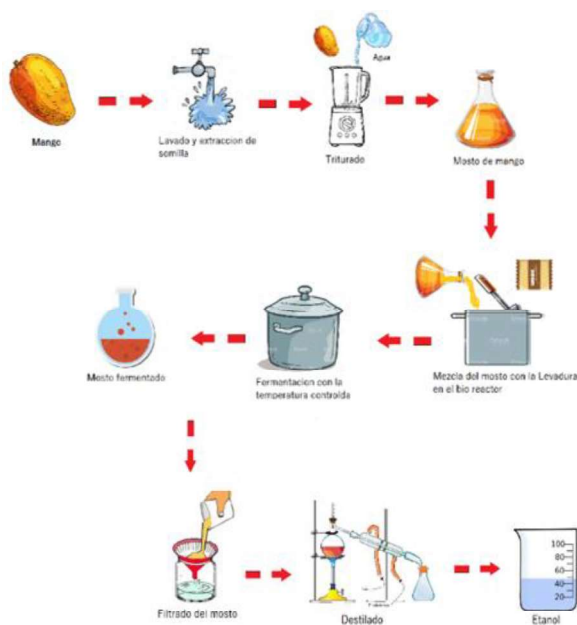 Agua
Mango
Lavado y extraccion de
semilla
Triturado
Mosto de mango
Mezcla del mosto con la Levadura
en el bio reactor
Fermentacion con la
temperatura controlda
Mosto fermentado
Filtrado del mosto
Destilado
100
80
60
40
20
Etanol